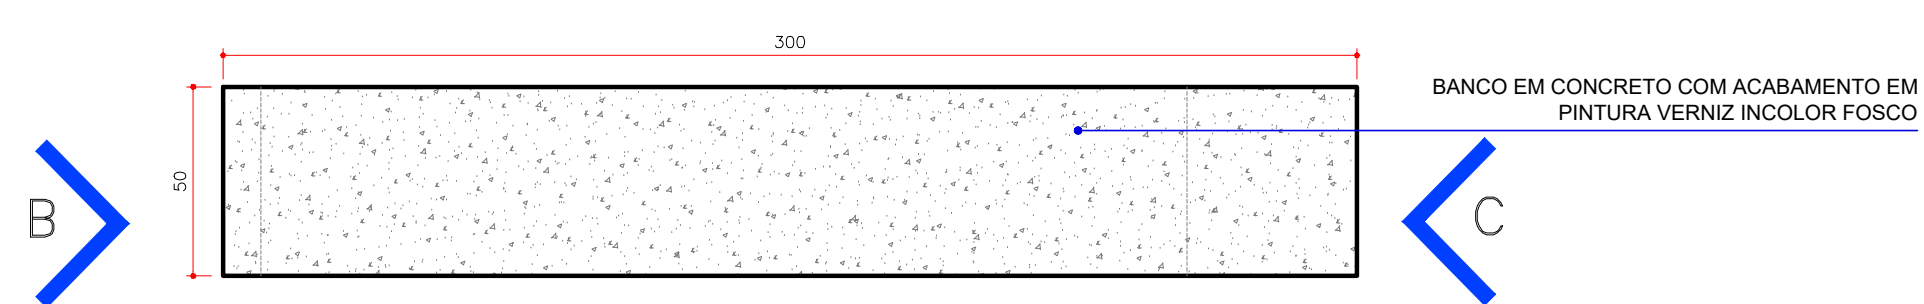 300
BANCO EM CONCRETO COM ACABAMENTO EM
PINTURA VERNIZ INCOLOR FOSCO
50
B
C